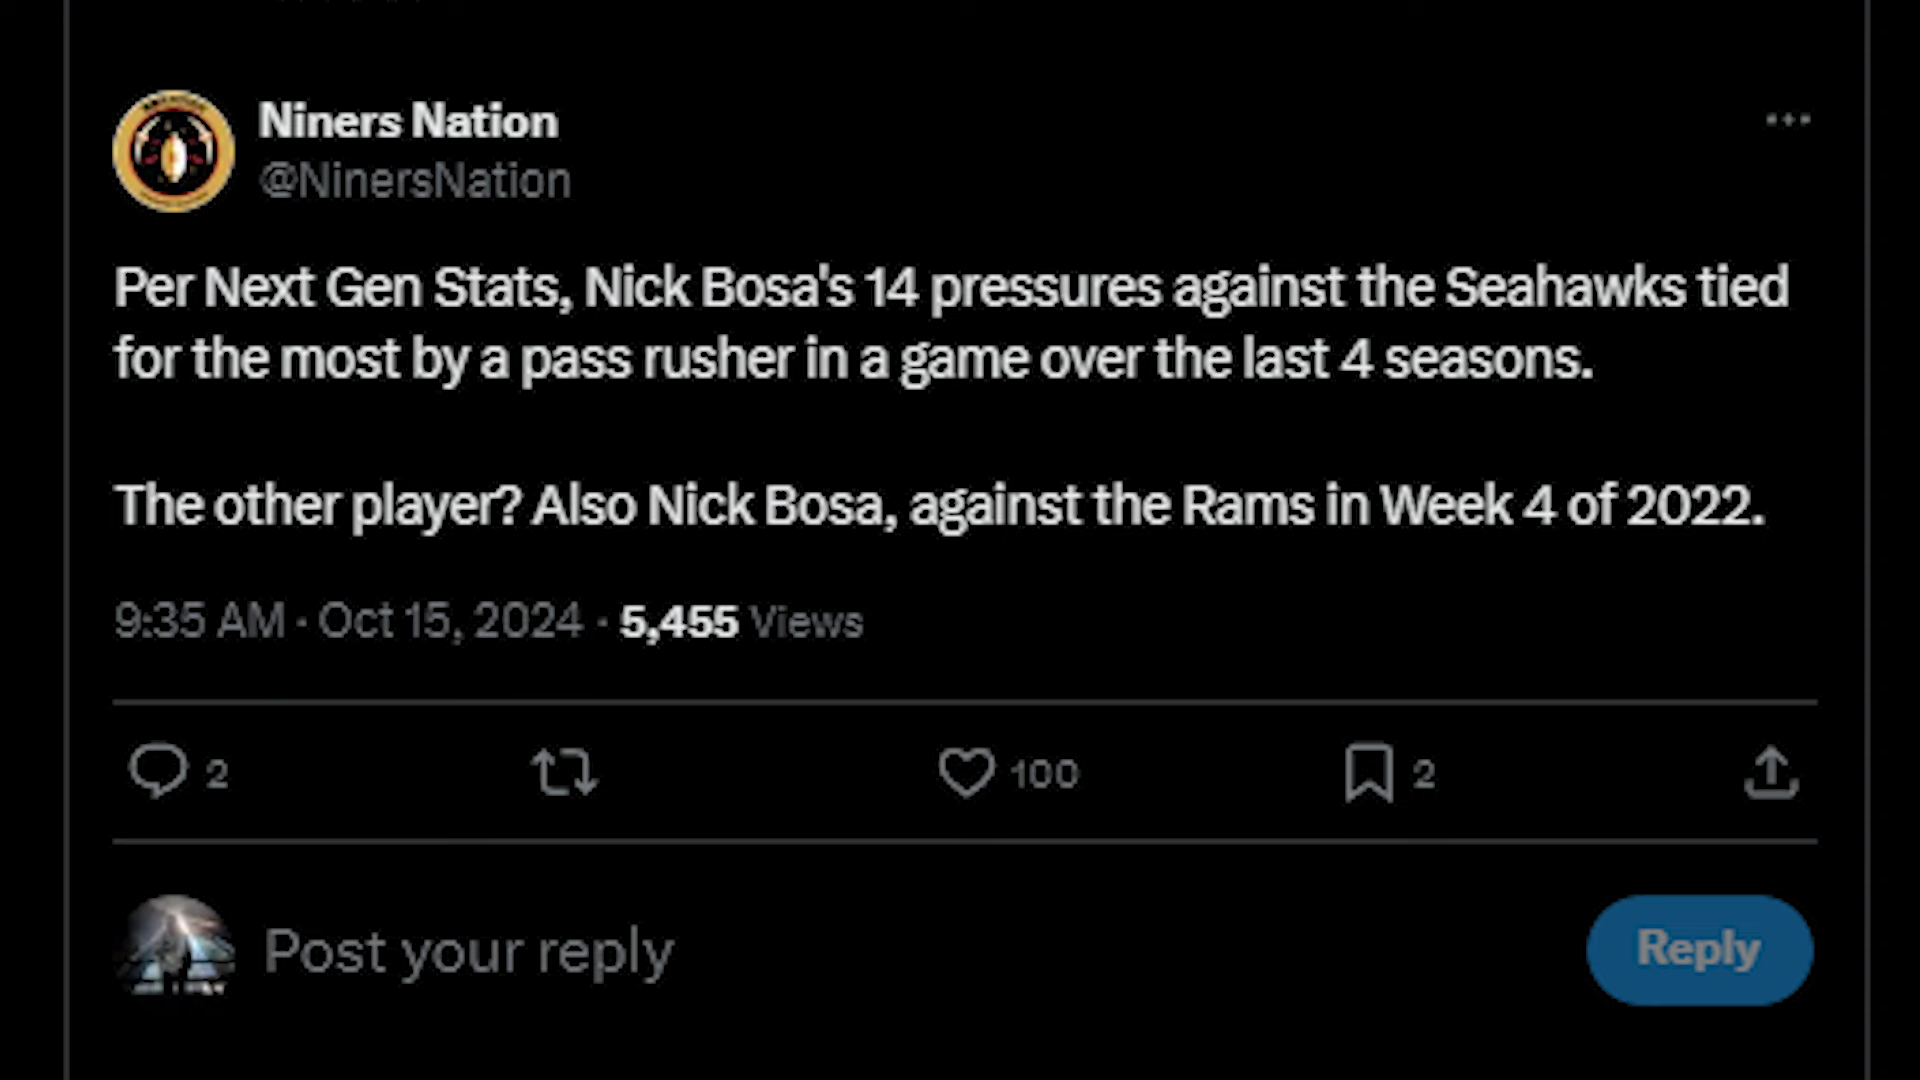 Niners Nation
@NinersNation
Per Next Gen Stats, Nick Bosa's 14 pressures against the Seahawks tied
for the most by a pass rusher in a game over the last 4 seasons.
The other player? Also Nick Bosa, against the Rams in Week 4 of 2022.
9:35 AM · Oct 15, 2024 · 5,455 Views
2 100 2
Post your reply Reply